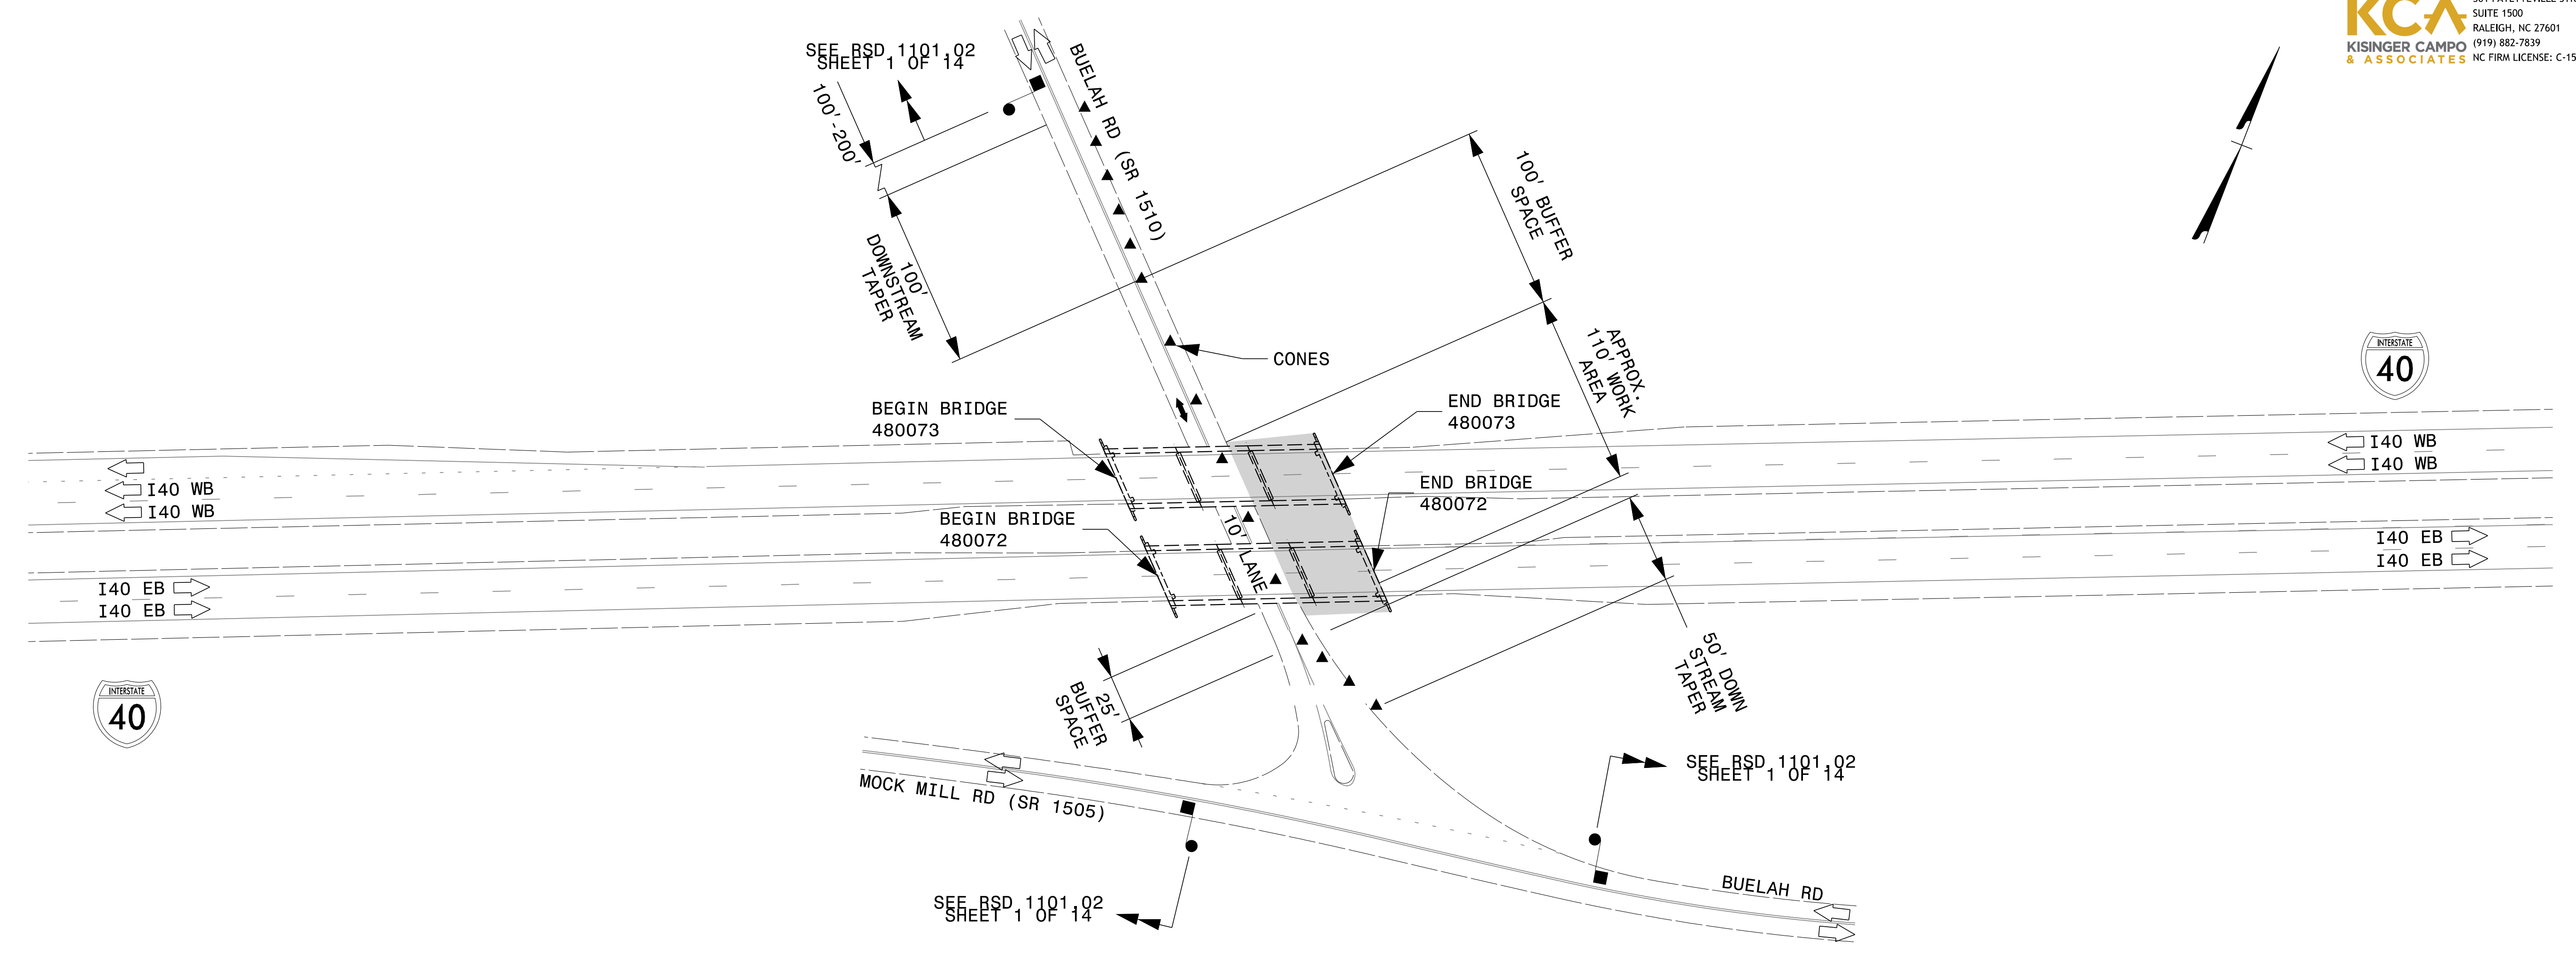 KCA
KISINGER CAMPO
& ASSOCIATES
SUITE 1500
RALEIGH, NC 27601
(919) 882-7839
NC FIRM LICENSE: C-15
SEE RSD 1101.02
SHEET 1 OF 14
100'-200'
BUELAH RD (SR 1510)
100'
DOWNSTREAM
TAPER
100' BUFFER
SPACE
APPROX.
110' WORK
AREA
CONES
INTERSTATE
40
BEGIN BRIDGE
480073
END BRIDGE
480073
I40 WB
I40 WB
I40 WB
I40 WB
END BRIDGE
480072
BEGIN BRIDGE
480072
10' LANE
I40 EB
I40 EB
I40 EB
I40 EB
INTERSTATE
40
25'
BUFFER
SPACE
50' DOWN
STREAM
TAPER
MOCK MILL RD (SR 1505)
SEE RSD 1101.02
SHEET 1 OF 14
BUELAH RD
SEE RSD 1101.02
SHEET 1 OF 14